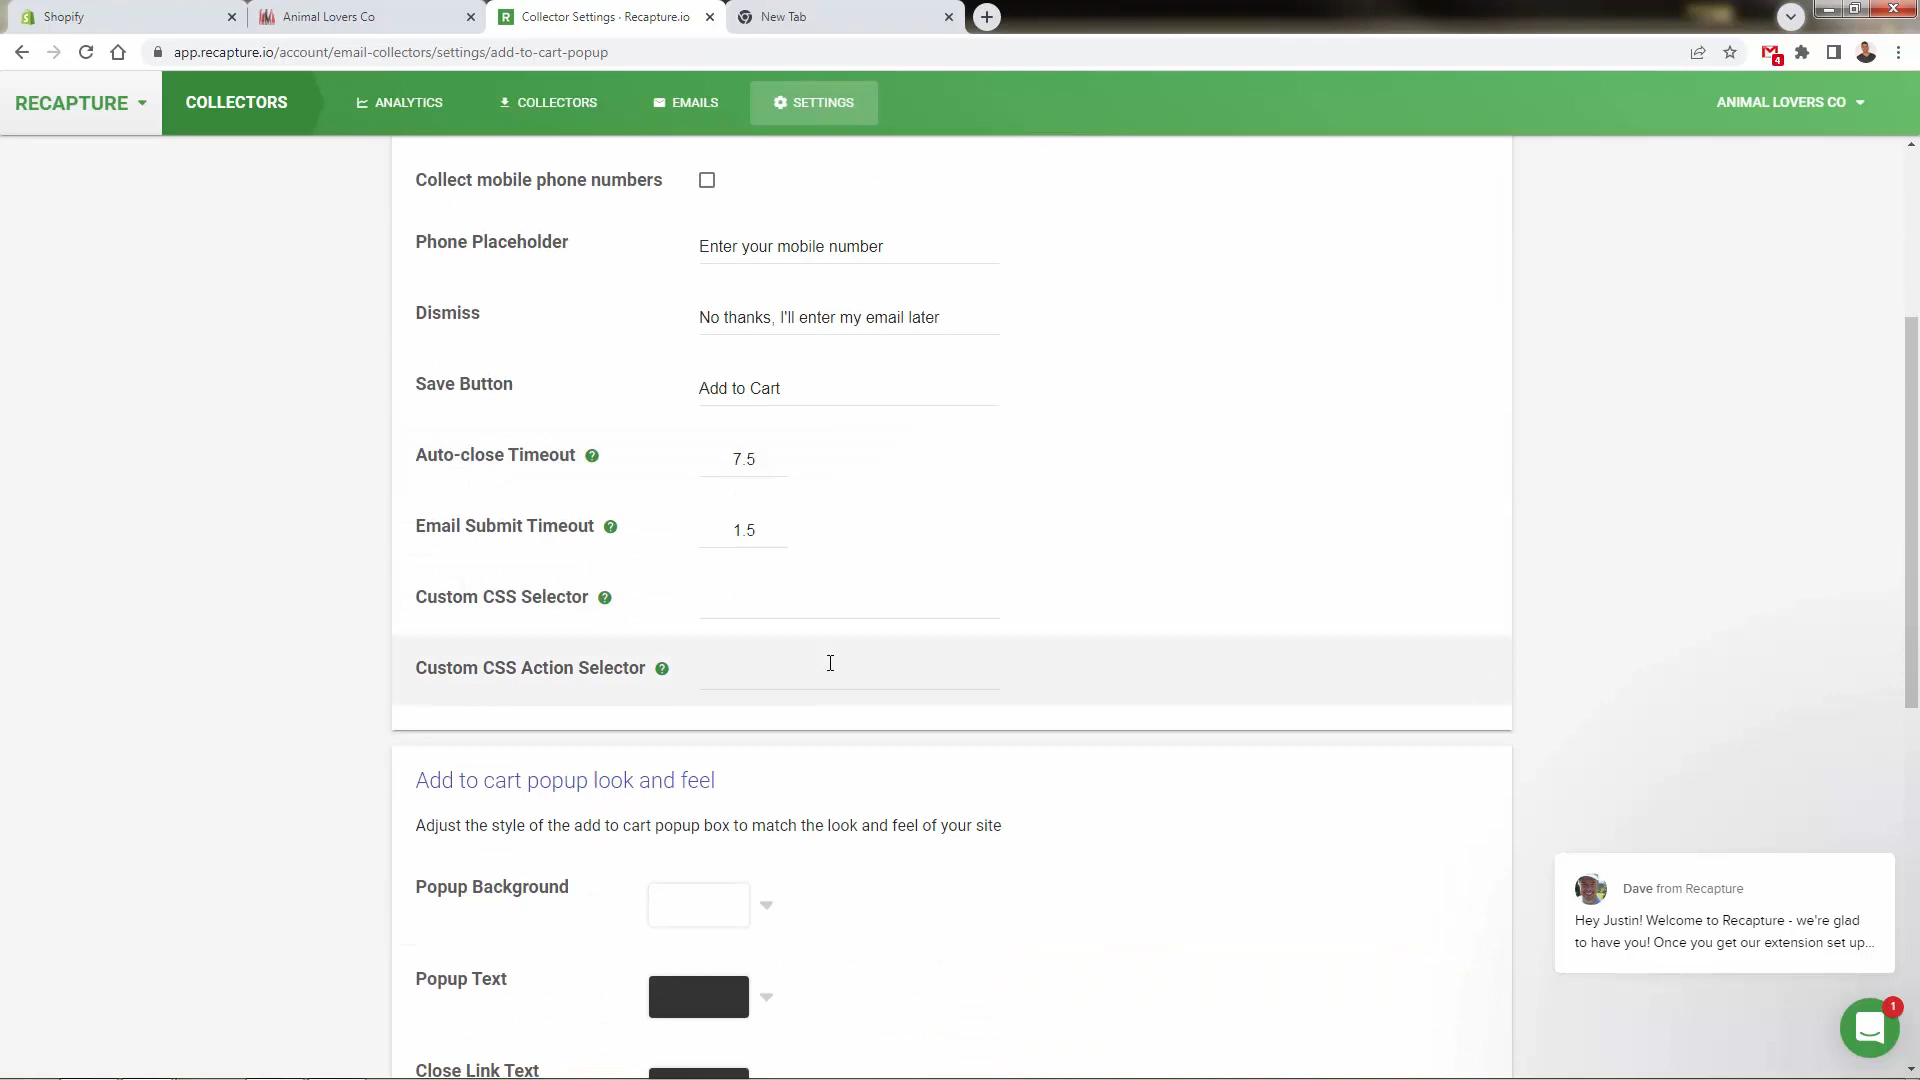 Shopify
Animal Lovers Co
Collector Settings · Recapture.io
New Tab
app.recapture.io/account/email-collectors/settings/add-to-cart-popup
4
RECAPTURE
COLLECTORS
ANALYTICS
COLLECTORS
EMAILS
SETTINGS
ANIMAL LOVERS CO
Collect mobile phone numbers
Phone Placeholder
Enter your mobile number
Dismiss
No thanks, I'll enter my email later
Save Button
Add to Cart
Auto-close Timeout ?
7.5
Email Submit Timeout ?
1.5
Custom CSS Selector ?
Custom CSS Action Selector ?
Add to cart popup look and feel
Adjust the style of the add to cart popup box to match the look and feel of your site
Popup Background
Popup Text
Close Link Text
Dave from Recapture
Hey Justin! Welcome to Recapture - we're glad
to have you! Once you get our extension set up...
1